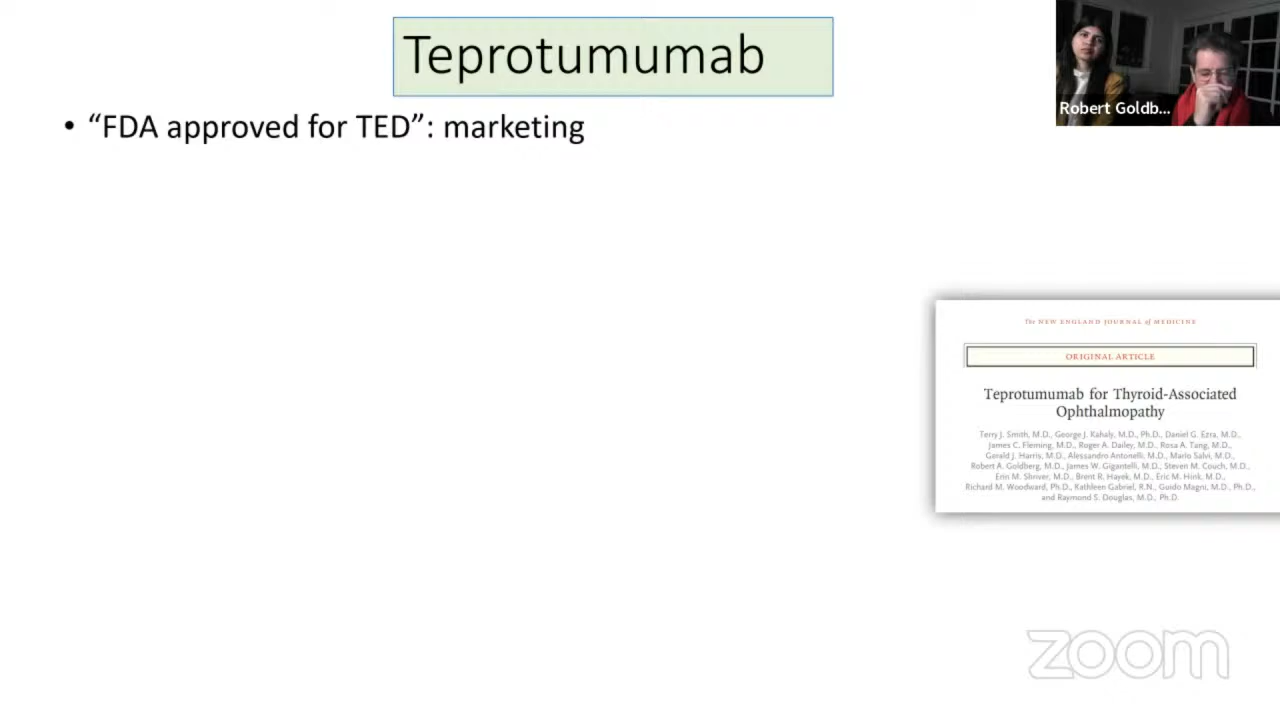 Teprotumumab
• “FDA approved for TED”: marketing
Robert Goldb...
The NEW ENGLAND JOURNAL of MEDICINE
ORIGINAL ARTICLE
Teprotumumab for Thyroid-Associated
Ophthalmopathy
Terry J. Smith, M.D., George J. Kahaly, M.D., Ph.D., Daniel G. Ezra, M.D.,
James C. Fleming, M.D., Roger A. Dailey, M.D., Rosa A. Tang, M.D.,
Gerald J. Harris, M.D., Alessandro Antonelli, M.D., Mario Salvi, M.D.,
Robert A. Goldberg, M.D., James W. Gigantelli, M.D., Steven M. Couch, M.D.,
Erin M. Shriver, M.D., Brent R. Hayek, M.D., Eric M. Hink, M.D.,
Richard M. Woodward, Ph.D., Kathleen Gabriel, R.N., Guido Magni, M.D., Ph.D.,
and Raymond S. Douglas, M.D., Ph.D.
zoom